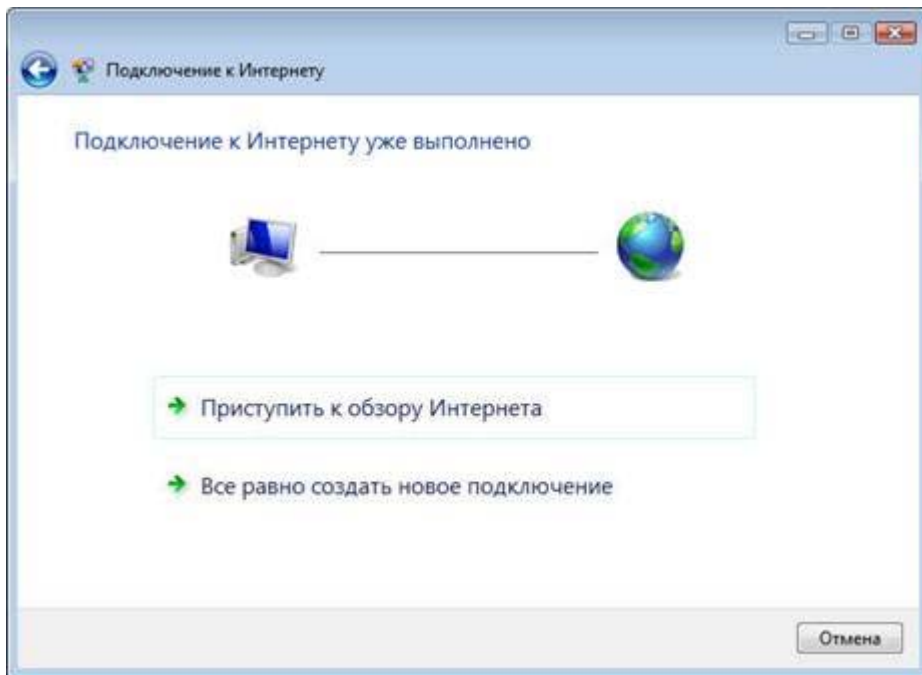 Подключение к Интернету
Подключение к Интернету уже выполнено
Приступить к обзору Интернета
Все равно создать новое подключение
Отмена